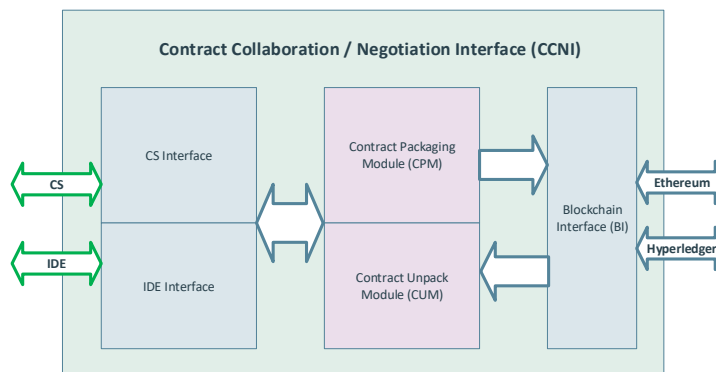 Contract Collaboration / Negotiation Interface (CCNI)
CS Interface
IDE Interface
Contract Packaging
Module (CPM)
Contract Unpack
Module (CUM)
Blockchain
Interface (BI)
CS
IDE
Ethereum
Hyperledger